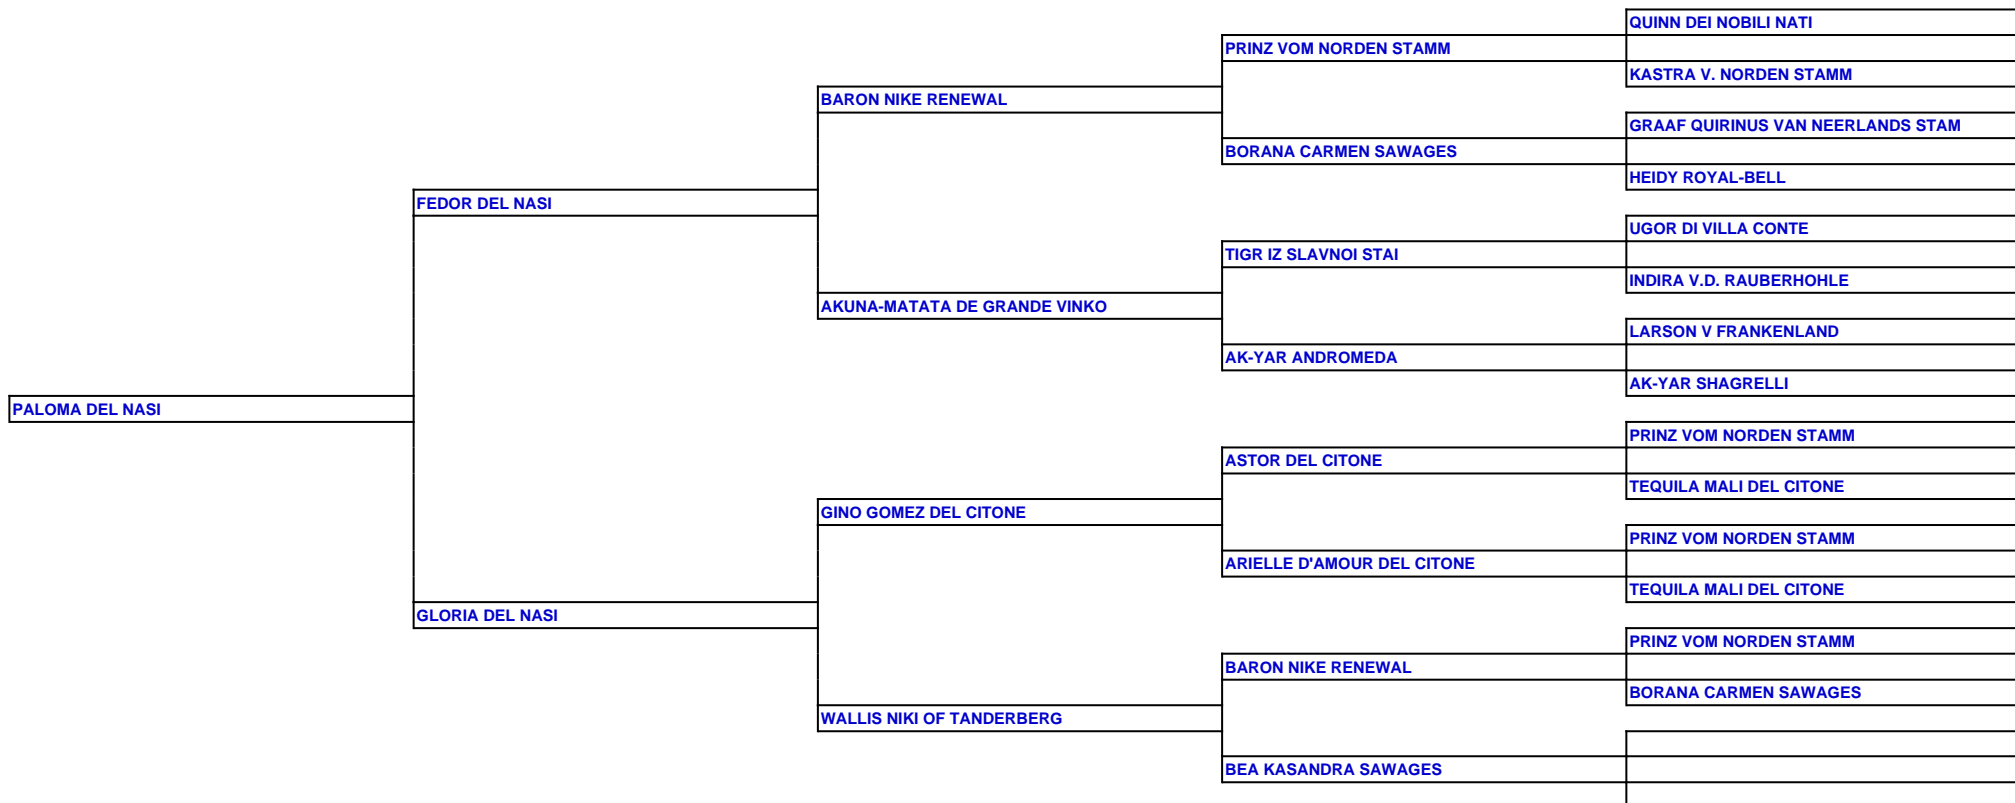 QUINN DEI NOBILI NATI
PRINZ VOM NORDEN STAMM
KASTRA V. NORDEN STAMM
BARON NIKE RENEWAL
GRAAF QUIRINUS VAN NEERLANDS STAM
BORANA CARMEN SAWAGES
HEIDY ROYAL-BELL
FEDOR DEL NASI
UGOR DI VILLA CONTE
TIGR IZ SLAVNOI STAI
INDIRA V.D. RAUBERHOHLE
AKUNA-MATATA DE GRANDE VINKO
LARSON V FRANKENLAND
AK-YAR ANDROMEDA
AK-YAR SHAGRELLI
PALOMA DEL NASI
PRINZ VOM NORDEN STAMM
ASTOR DEL CITONE
TEQUILA MALI DEL CITONE
GINO GOMEZ DEL CITONE
PRINZ VOM NORDEN STAMM
ARIELLE D'AMOUR DEL CITONE
TEQUILA MALI DEL CITONE
GLORIA DEL NASI
PRINZ VOM NORDEN STAMM
BARON NIKE RENEWAL
BORANA CARMEN SAWAGES
WALLIS NIKI OF TANDERBERG
BEA KASANDRA SAWAGES